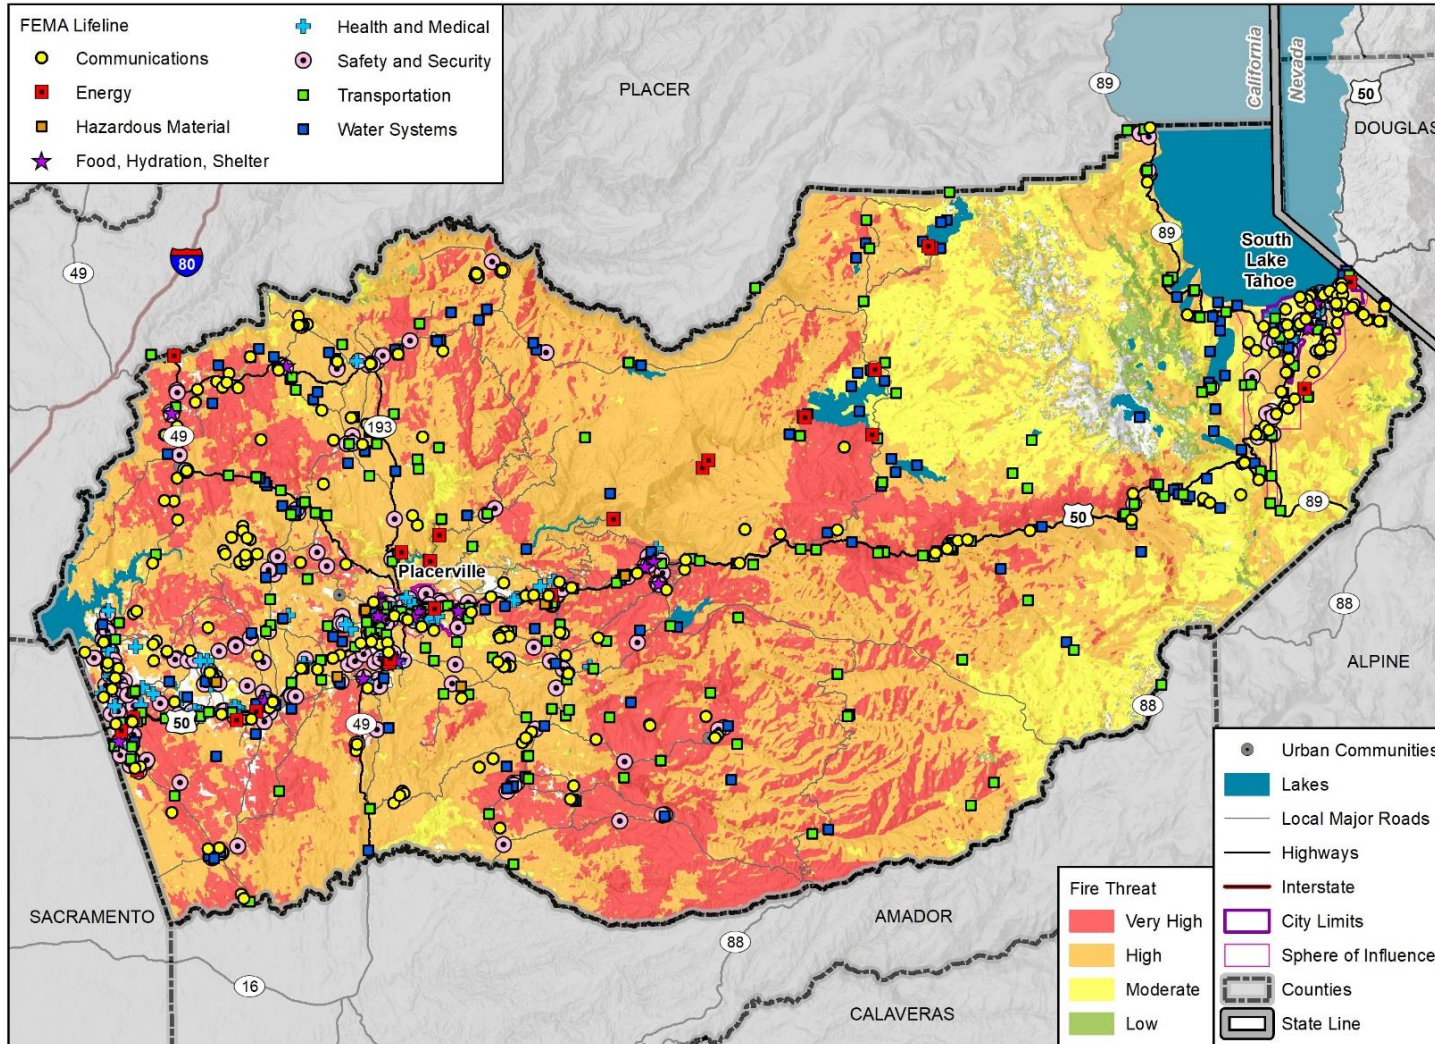 FEMA Lifeline
Communications
Energy
Hazardous Material
Food, Hydration, Shelter
Health and Medical
Safety and Security
Transportation
Water Systems
PLACER
89
California
Nevada
50
DOUGLAS
80
49
89
South
Lake
Tahoe
49
193
50
89
Placerville
88
ALPINE
88
50
49
SACRAMENTO
16
88
AMADOR
CALAVERAS
Fire Threat
Very High
High
Moderate
Low
Urban Communities
Lakes
Local Major Roads
Highways
Interstate
City Limits
Sphere of Influence
Counties
State Line